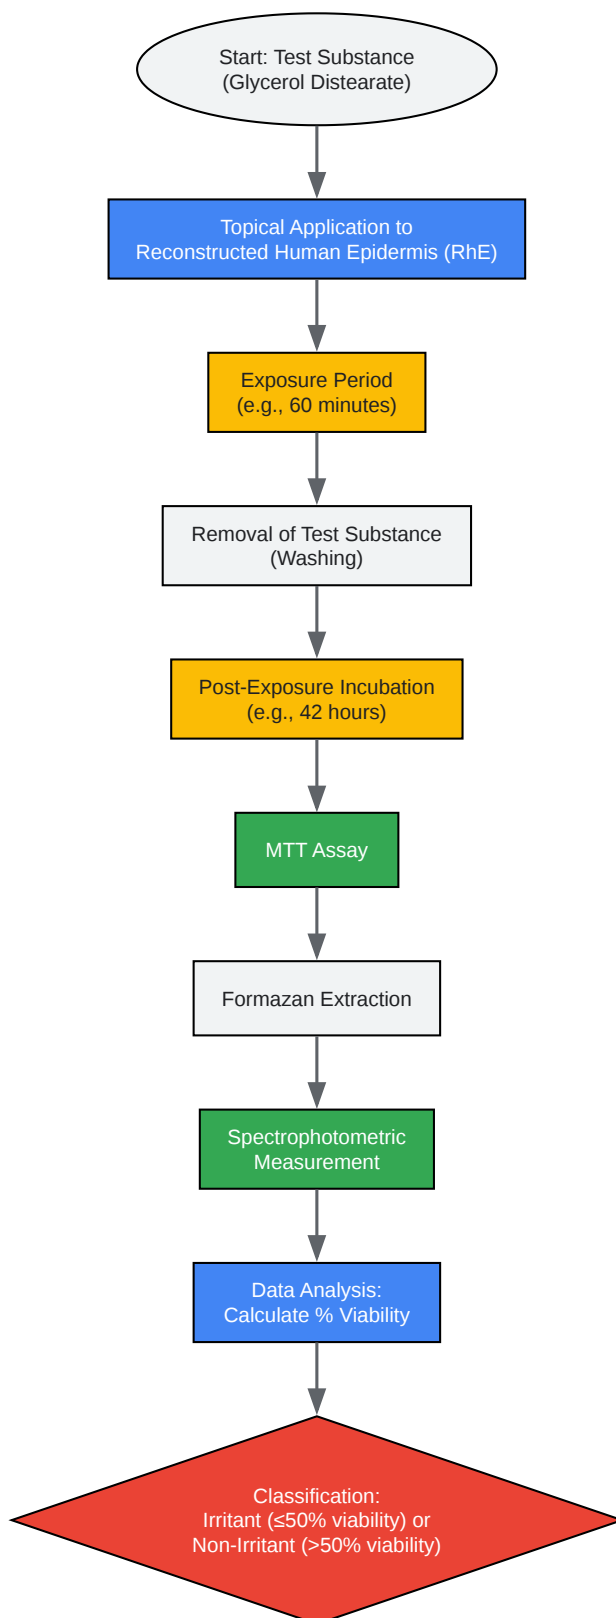 Start: Test Substance
(Glycerol Distearate)
Topical Application to
Reconstructed Human Epidermis (RhE)
Exposure Period
(e.g., 60 minutes)
Removal of Test Substance
(Washing)
Post-Exposure Incubation
(e.g., 42 hours)
MTT Assay
Formazan Extraction
Spectrophotometric
Measurement
Data Analysis:
Calculate % Viability
Classification:
Irritant (≤50% viability) or
Non-Irritant (>50% viability)